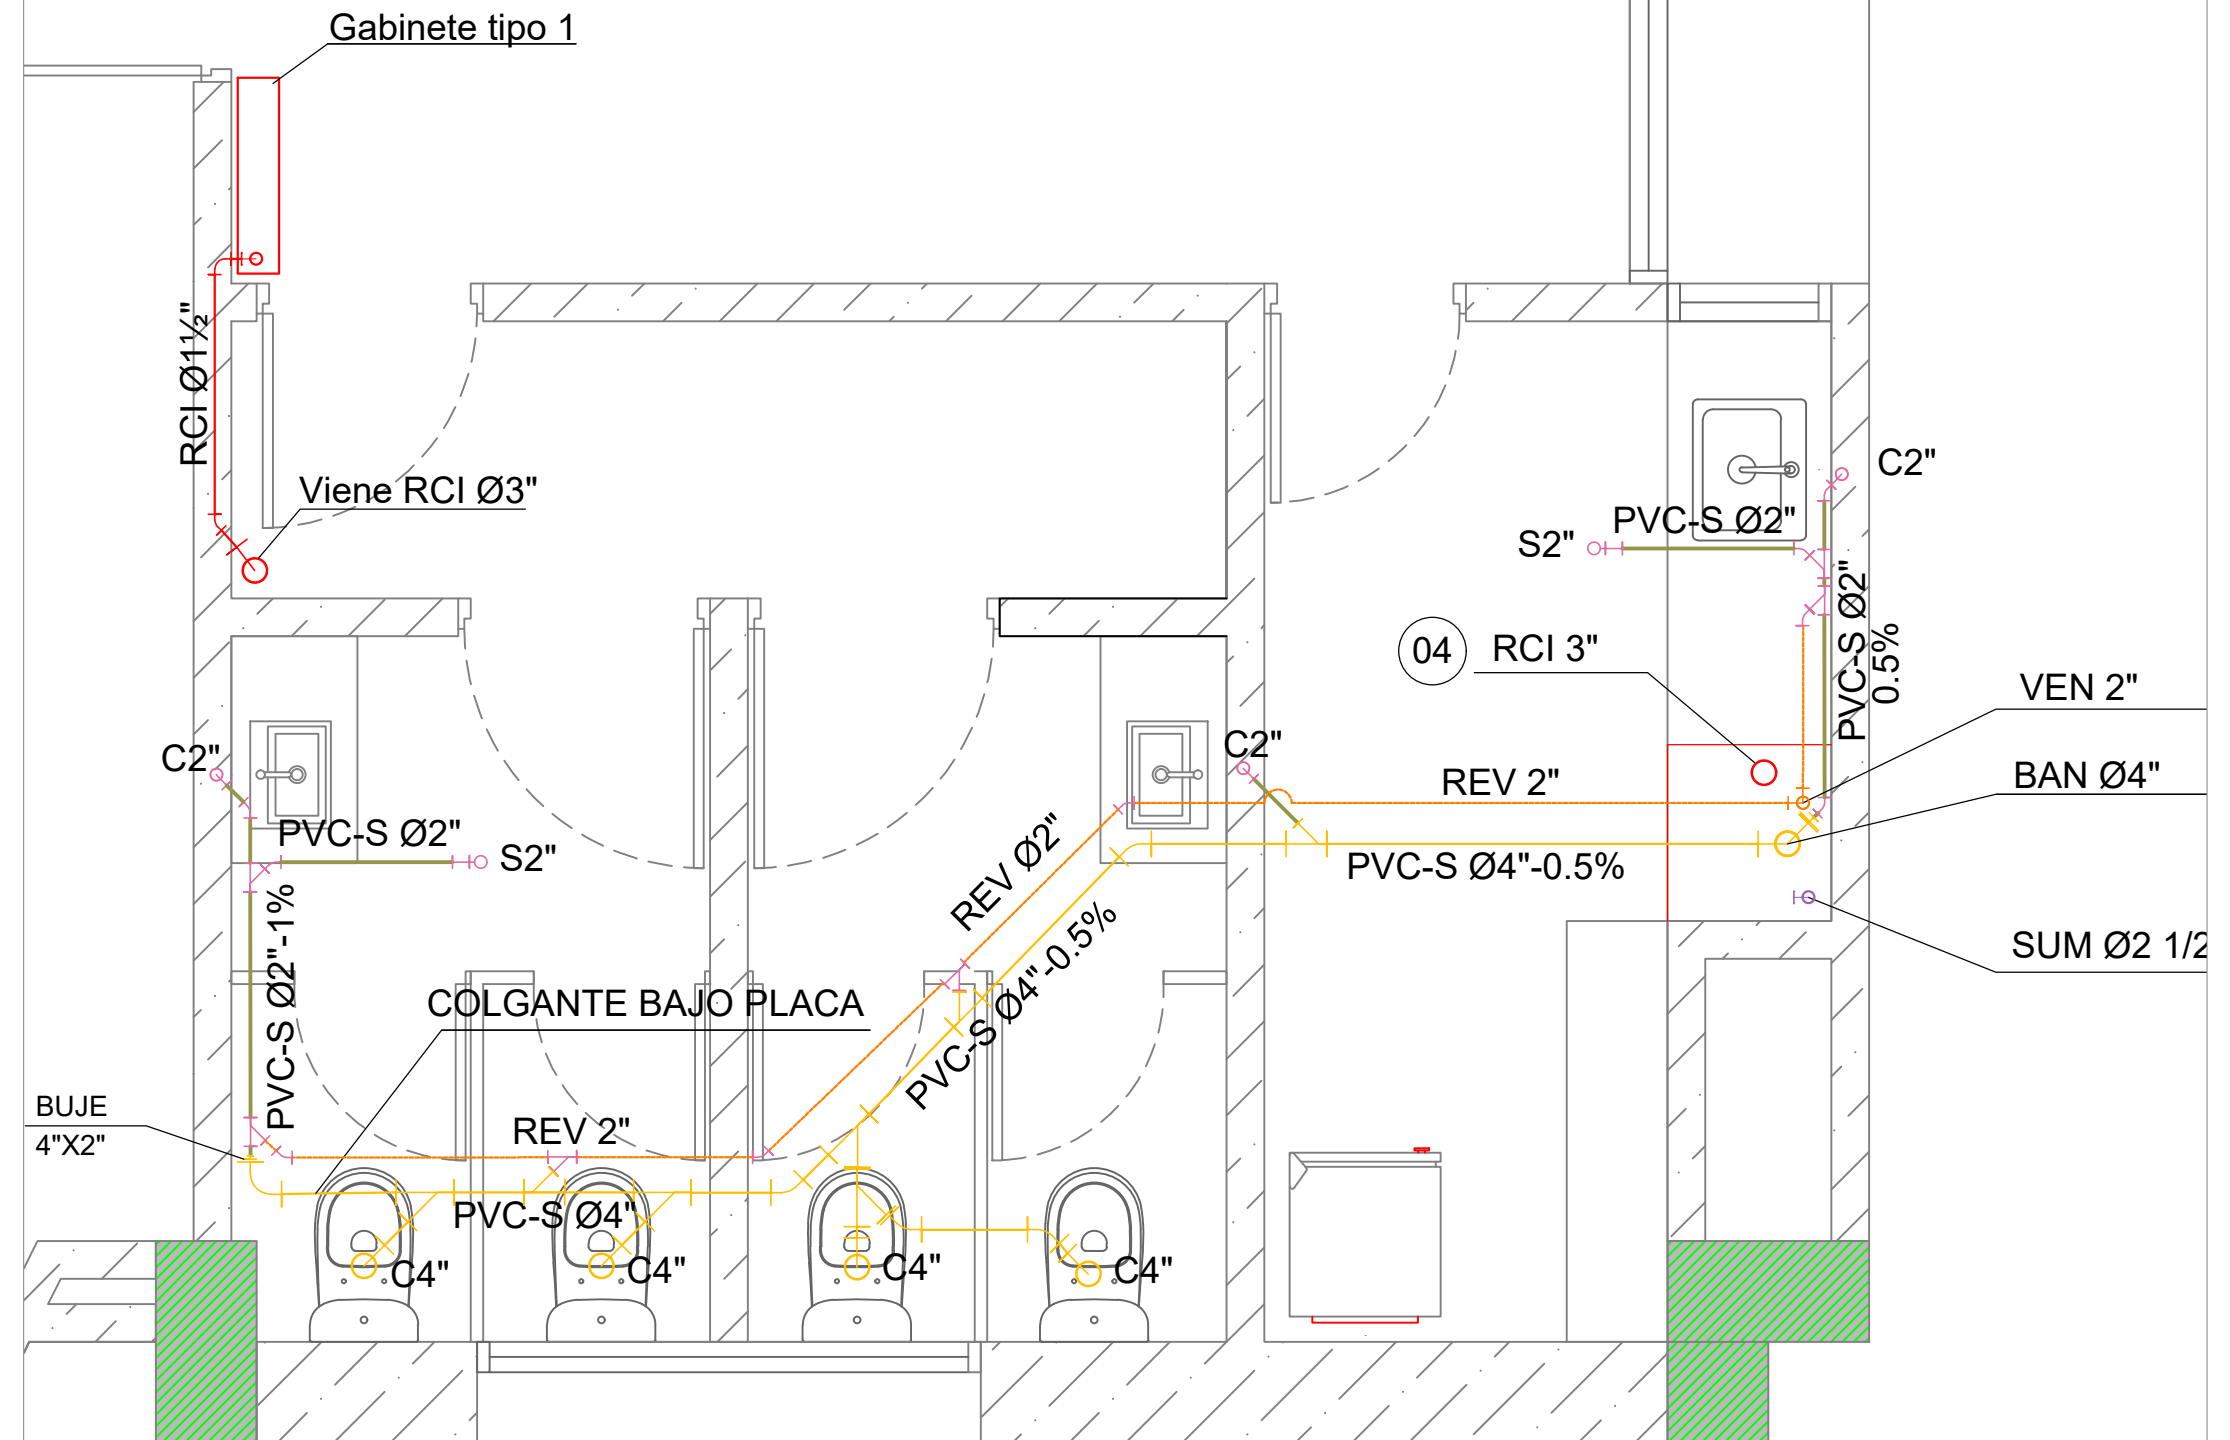 Gabinete tipo 1
RCI Ø1½"
Viene RCI Ø3"
C2"
PVC-S Ø2"
S2"
PVC-S Ø2"
0.5%
04
RCI 3"
VEN 2"
C2"
C2"
REV 2"
BAN Ø4"
PVC-S Ø2"
S2"
REV Ø2"
PVC-S Ø4"-0.5%
PVC-S Ø2"-1%
PVC-S Ø4"-0.5%
SUM Ø2 1/2
COLGANTE BAJO PLACA
BUJE
4"X2"
REV 2"
PVC-S Ø4"
C4"
C4"
C4"
C4"